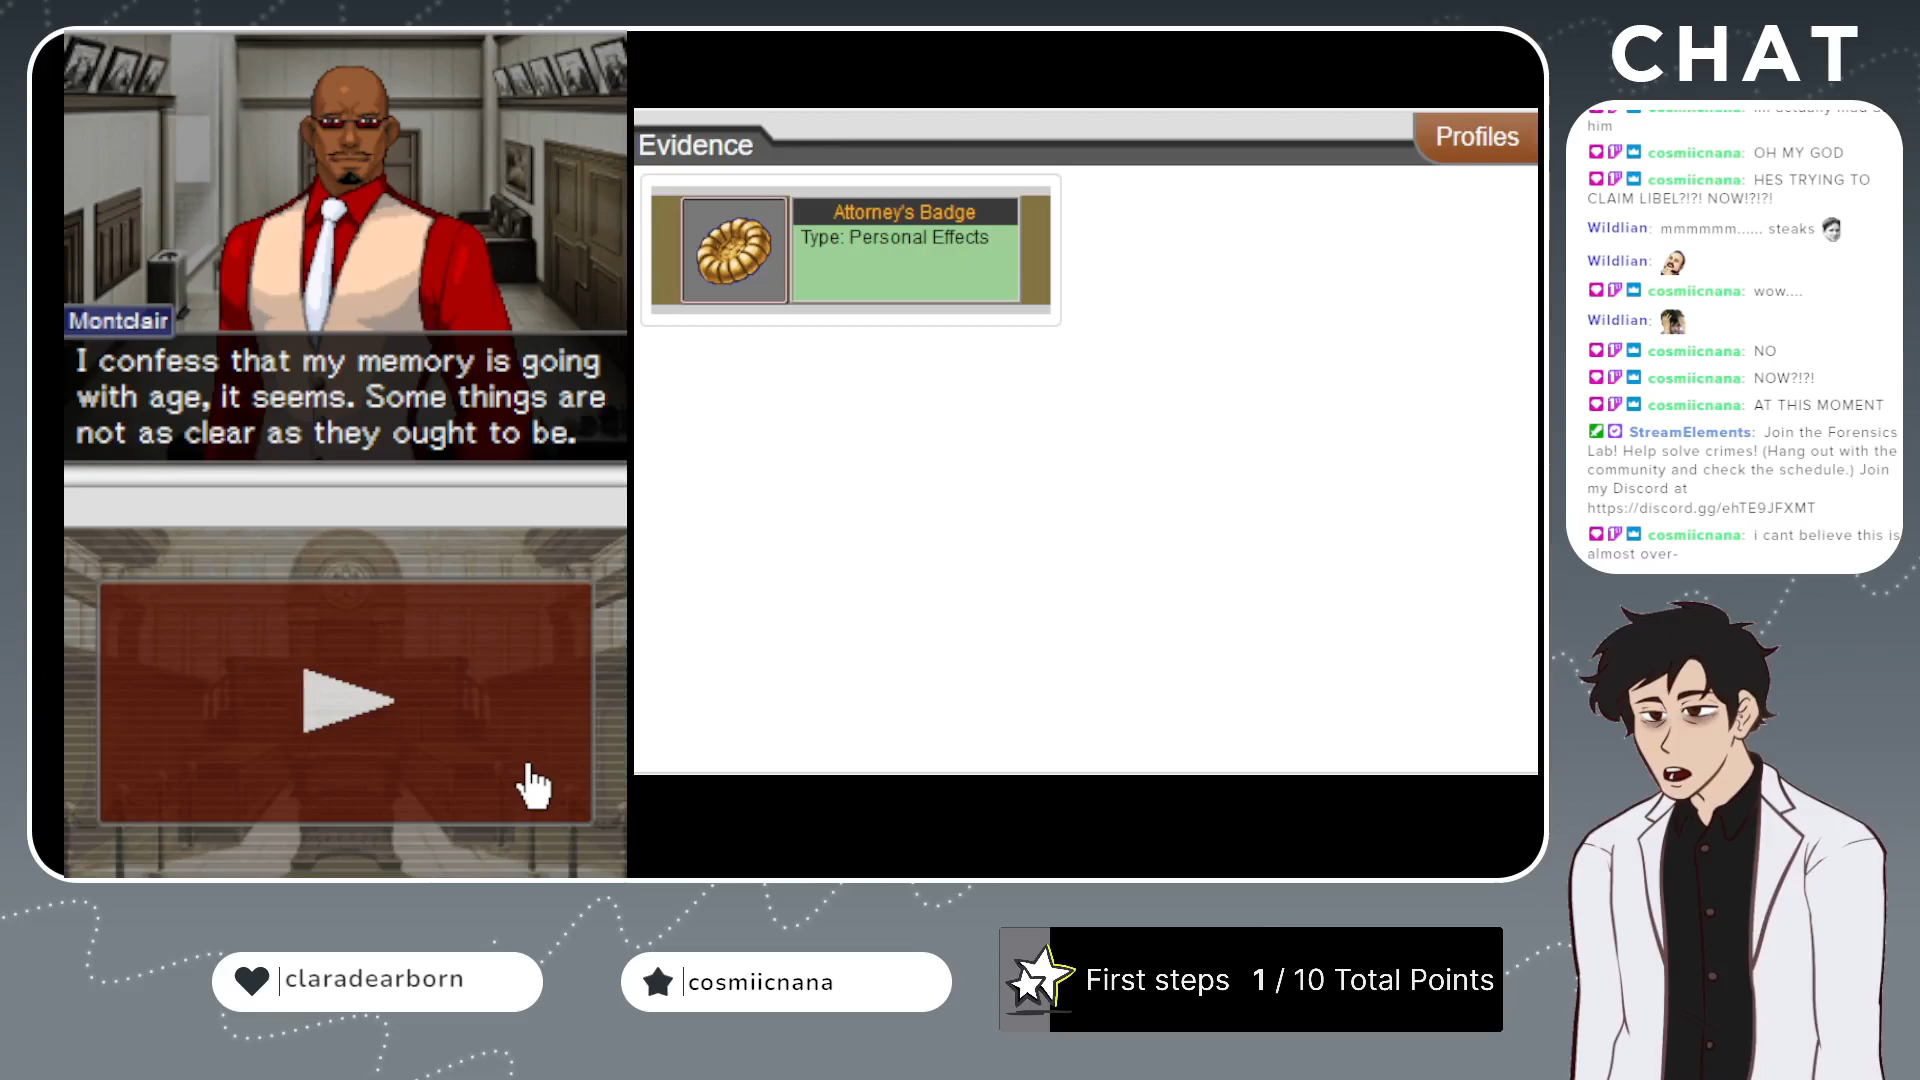 CHAT
him
cosmiicnana: OH MY GOD
cosmiicnana: HES TRYING TO
CLAIM LIBEL?!?! NOW!?!?!
Wildlian: mmmmmm...... steaks
Wildlian:
cosmiicnana: wow....
Wildlian:
cosmiicnana: NO
cosmiicnana: NOW?!?!
cosmiicnana: AT THIS MOMENT
StreamElements: Join the Forensics
Lab! Help solve crimes! (Hang out with the
community and check the schedule.) Join
my Discord at
https://discord.gg/ehTE9JFXMT
cosmiicnana: i cant believe this is
almost over-
Evidence
Profiles
Attorney's Badge
Type: Personal Effects
Montclair
I confess that my memory is going
with age, it seems. Some things are
not as clear as they ought to be.
claradearborn
cosmiicnana
First steps 1 / 10 Total Points